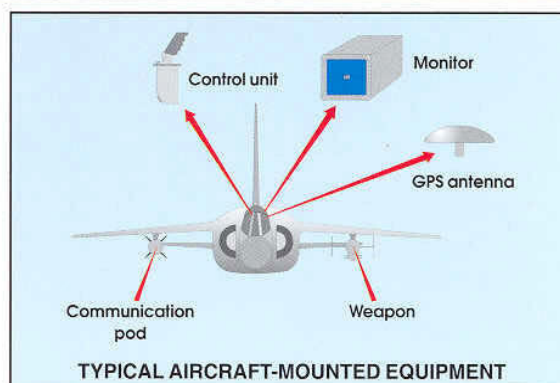 Control unit
Monitor
GPS antenna
Communication
pod
Weapon
TYPICAL AIRCRAFT-MOUNTED EQUIPMENT